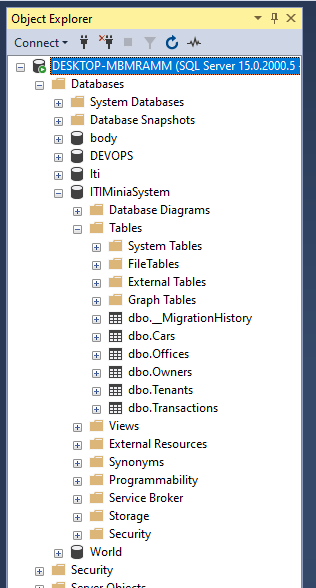 Object Explorer
Connect
DESKTOP-MBMRAMM (SQL Server 15.0.2000.5 -
Databases
System Databases
Database Snapshots
body
DEVOPS
Iti
ITIMiniaSystem
Database Diagrams
Tables
System Tables
FileTables
External Tables
Graph Tables
dbo.__MigrationHistory
dbo.Cars
dbo.Offices
dbo.Owners
dbo.Tenants
dbo.Transactions
Views
External Resources
Synonyms
Programmability
Service Broker
Storage
Security
World
Security
Server Objects